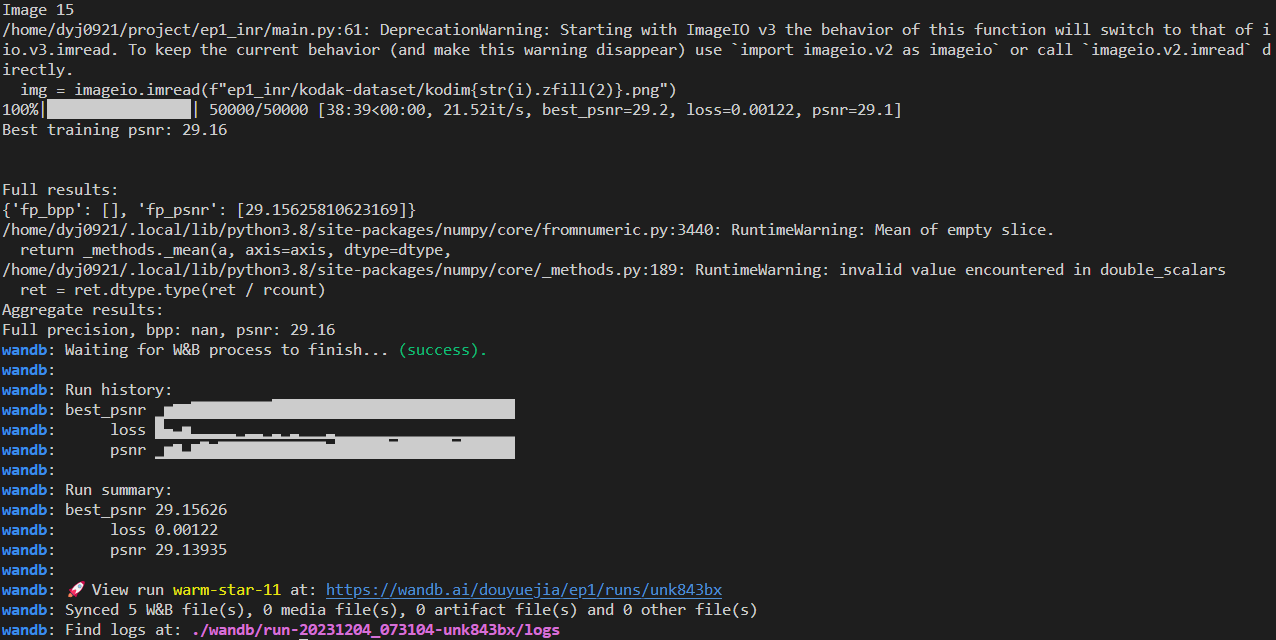 Image 15
/home/dyj0921/project/ep1_inr/main.py:61: DeprecationWarning: Starting with ImageIO v3 the behavior of this function will switch to that of i
io.v3.imread. To keep the current behavior (and make this warning disappear) use `import imageio.v2 as imageio` or call `imageio.v2.imread` d
irectly.
  img = imageio.imread(f"ep1_inr/kodak-dataset/kodim{str(i).zfill(2)}.png")
100%|██████████| 50000/50000 [38:39<00:00, 21.52it/s, best_psnr=29.2, loss=0.00122, psnr=29.1]
Best training psnr: 29.16
Full results:
{'fp_bpp': [], 'fp_psnr': [29.15625810623169]}
/home/dyj0921/.local/lib/python3.8/site-packages/numpy/core/fromnumeric.py:3440: RuntimeWarning: Mean of empty slice.
  return _methods._mean(a, axis=axis, dtype=dtype,
/home/dyj0921/.local/lib/python3.8/site-packages/numpy/core/_methods.py:189: RuntimeWarning: invalid value encountered in double_scalars
  ret = ret.dtype.type(ret / rcount)
Aggregate results:
Full precision, bpp: nan, psnr: 29.16
wandb: Waiting for W&B process to finish... (success).
wandb:
wandb: Run history:
wandb: best_psnr
wandb:      loss
wandb:      psnr
wandb:
wandb: Run summary:
wandb: best_psnr 29.15626
wandb:      loss 0.00122
wandb:      psnr 29.13935
wandb:
wandb: 🚀 View run warm-star-11 at: https://wandb.ai/douyuejia/ep1/runs/unk843bx
wandb: Synced 5 W&B file(s), 0 media file(s), 0 artifact file(s) and 0 other file(s)
wandb: Find logs at: ./wandb/run-20231204_073104-unk843bx/logs